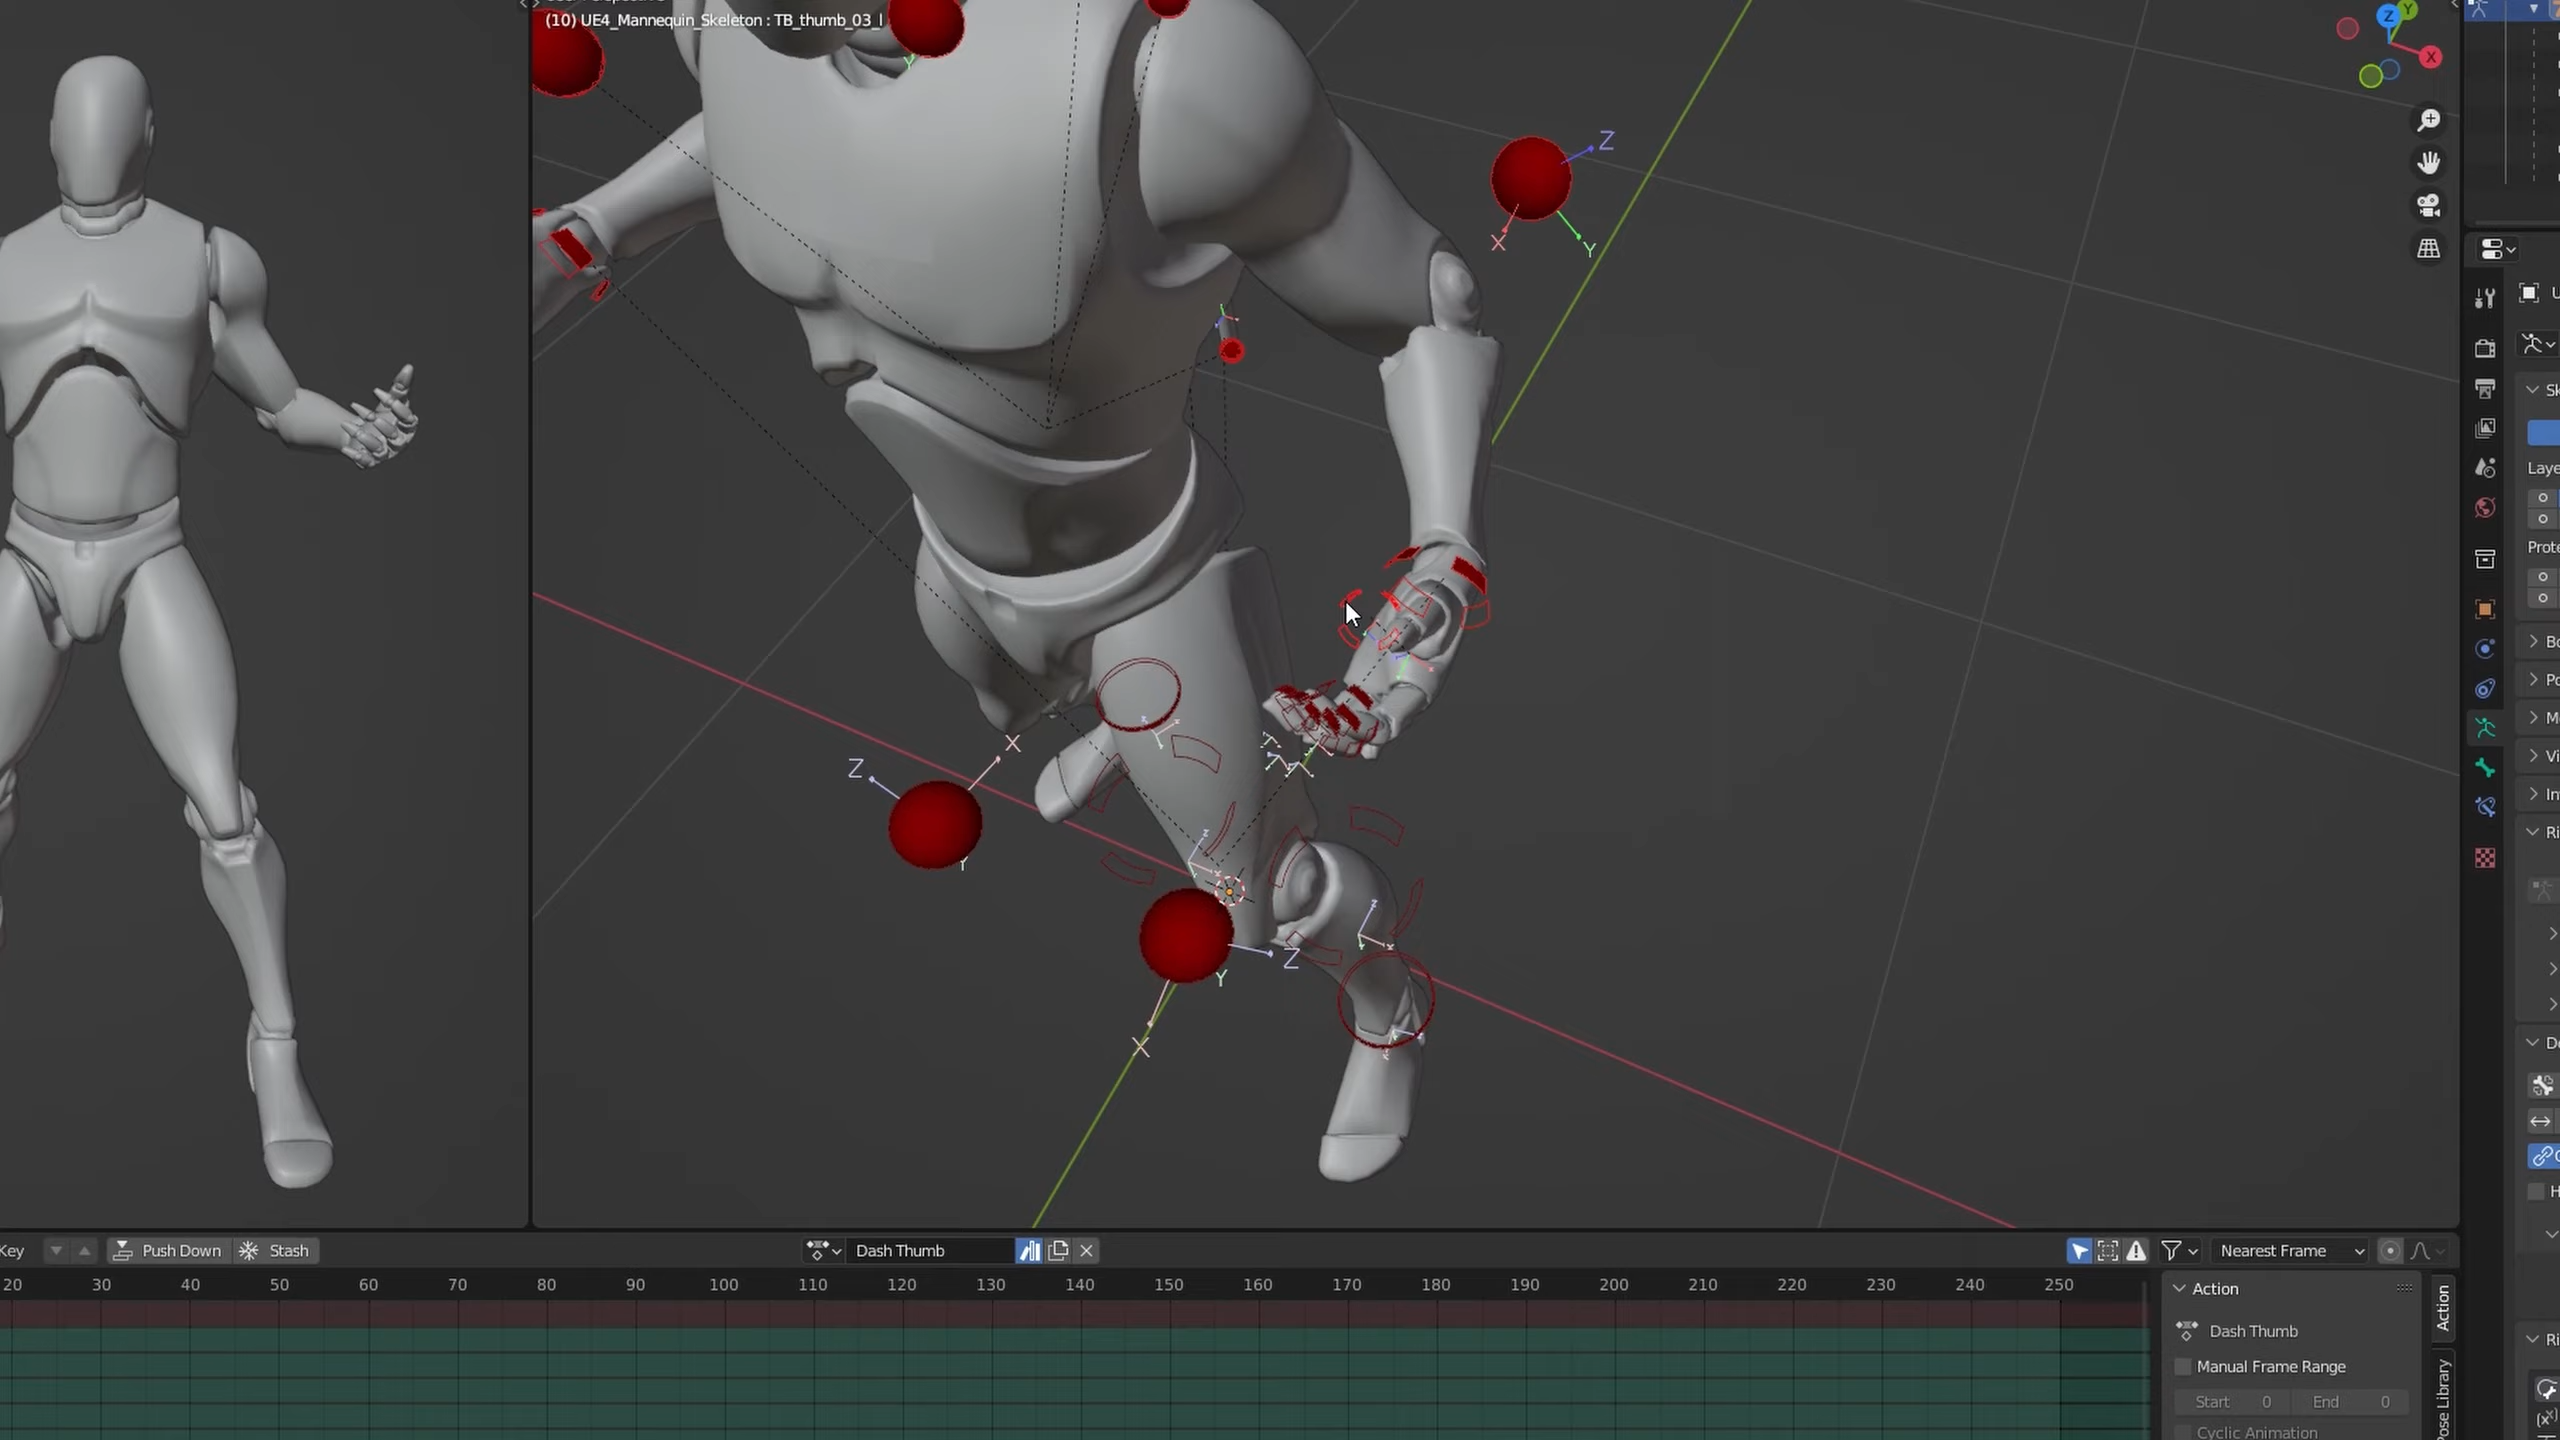 (10) UE4_Mannequin_Skeleton : TB_thumb_03_l
Z
Y
X
Y
Z
X
Y
X
Z
Y
Z
Y
X
Laye
Prote
Key
Push Down
Stash
Dash Thumb
Nearest Frame
20 30 40 50 60 70 80 90 100 110 120 130 140 150 160 170 180 190 200 210 220 230 240 250
Action
Dash Thumb
Manual Frame Range
Start 0 End 0
Cyclic Animation
Action